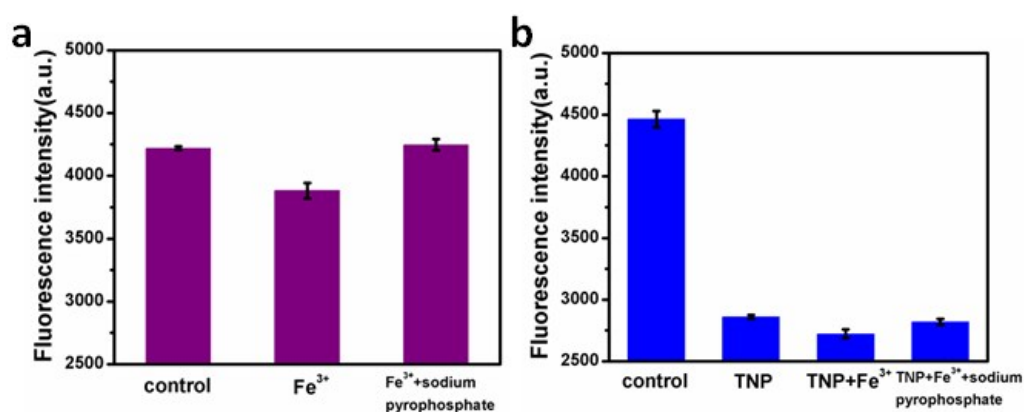 a
Fluorescence intensity(a.u.)
5000
4500
4000
3500
3000
2500
control
Fe³⁺
Fe³⁺+sodium
pyrophosphate
b
Fluorescence intensity(a.u.)
5000
4500
4000
3500
3000
2500
control
TNP
TNP+Fe³⁺
TNP+Fe³⁺+sodium
pyrophosphate